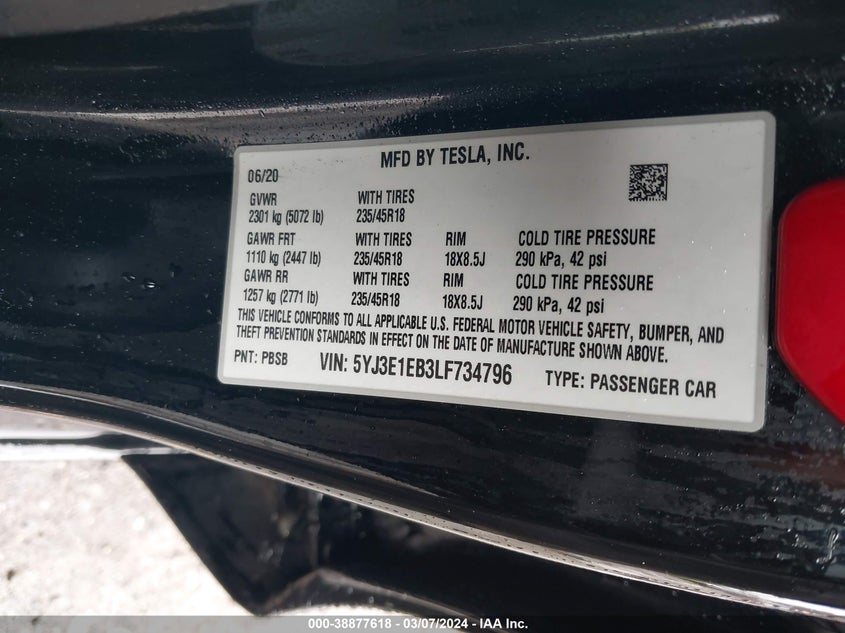 MFD BY TESLA, INC.
06/20
GVWR WITH TIRES
2301 kg (5072 lb) 235/45R18
GAWR FRT WITH TIRES RIM COLD TIRE PRESSURE
1110 kg (2447 lb) 235/45R18 18X8.5J 290 kPa, 42 psi
GAWR RR WITH TIRES RIM COLD TIRE PRESSURE
1257 kg (2771 lb) 235/45R18 18X8.5J 290 kPa, 42 psi
THIS VEHICLE CONFORMS TO ALL APPLICABLE U.S. FEDERAL MOTOR VEHICLE SAFETY, BUMPER, AND
THEFT PREVENTION STANDARDS IN EFFECT ON THE DATE OF MANUFACTURE SHOWN ABOVE.
PNT: PBSB VIN: 5YJ3E1EB3LF734796 TYPE: PASSENGER CAR
000-38877618 - 03/07/2024 - IAA Inc.